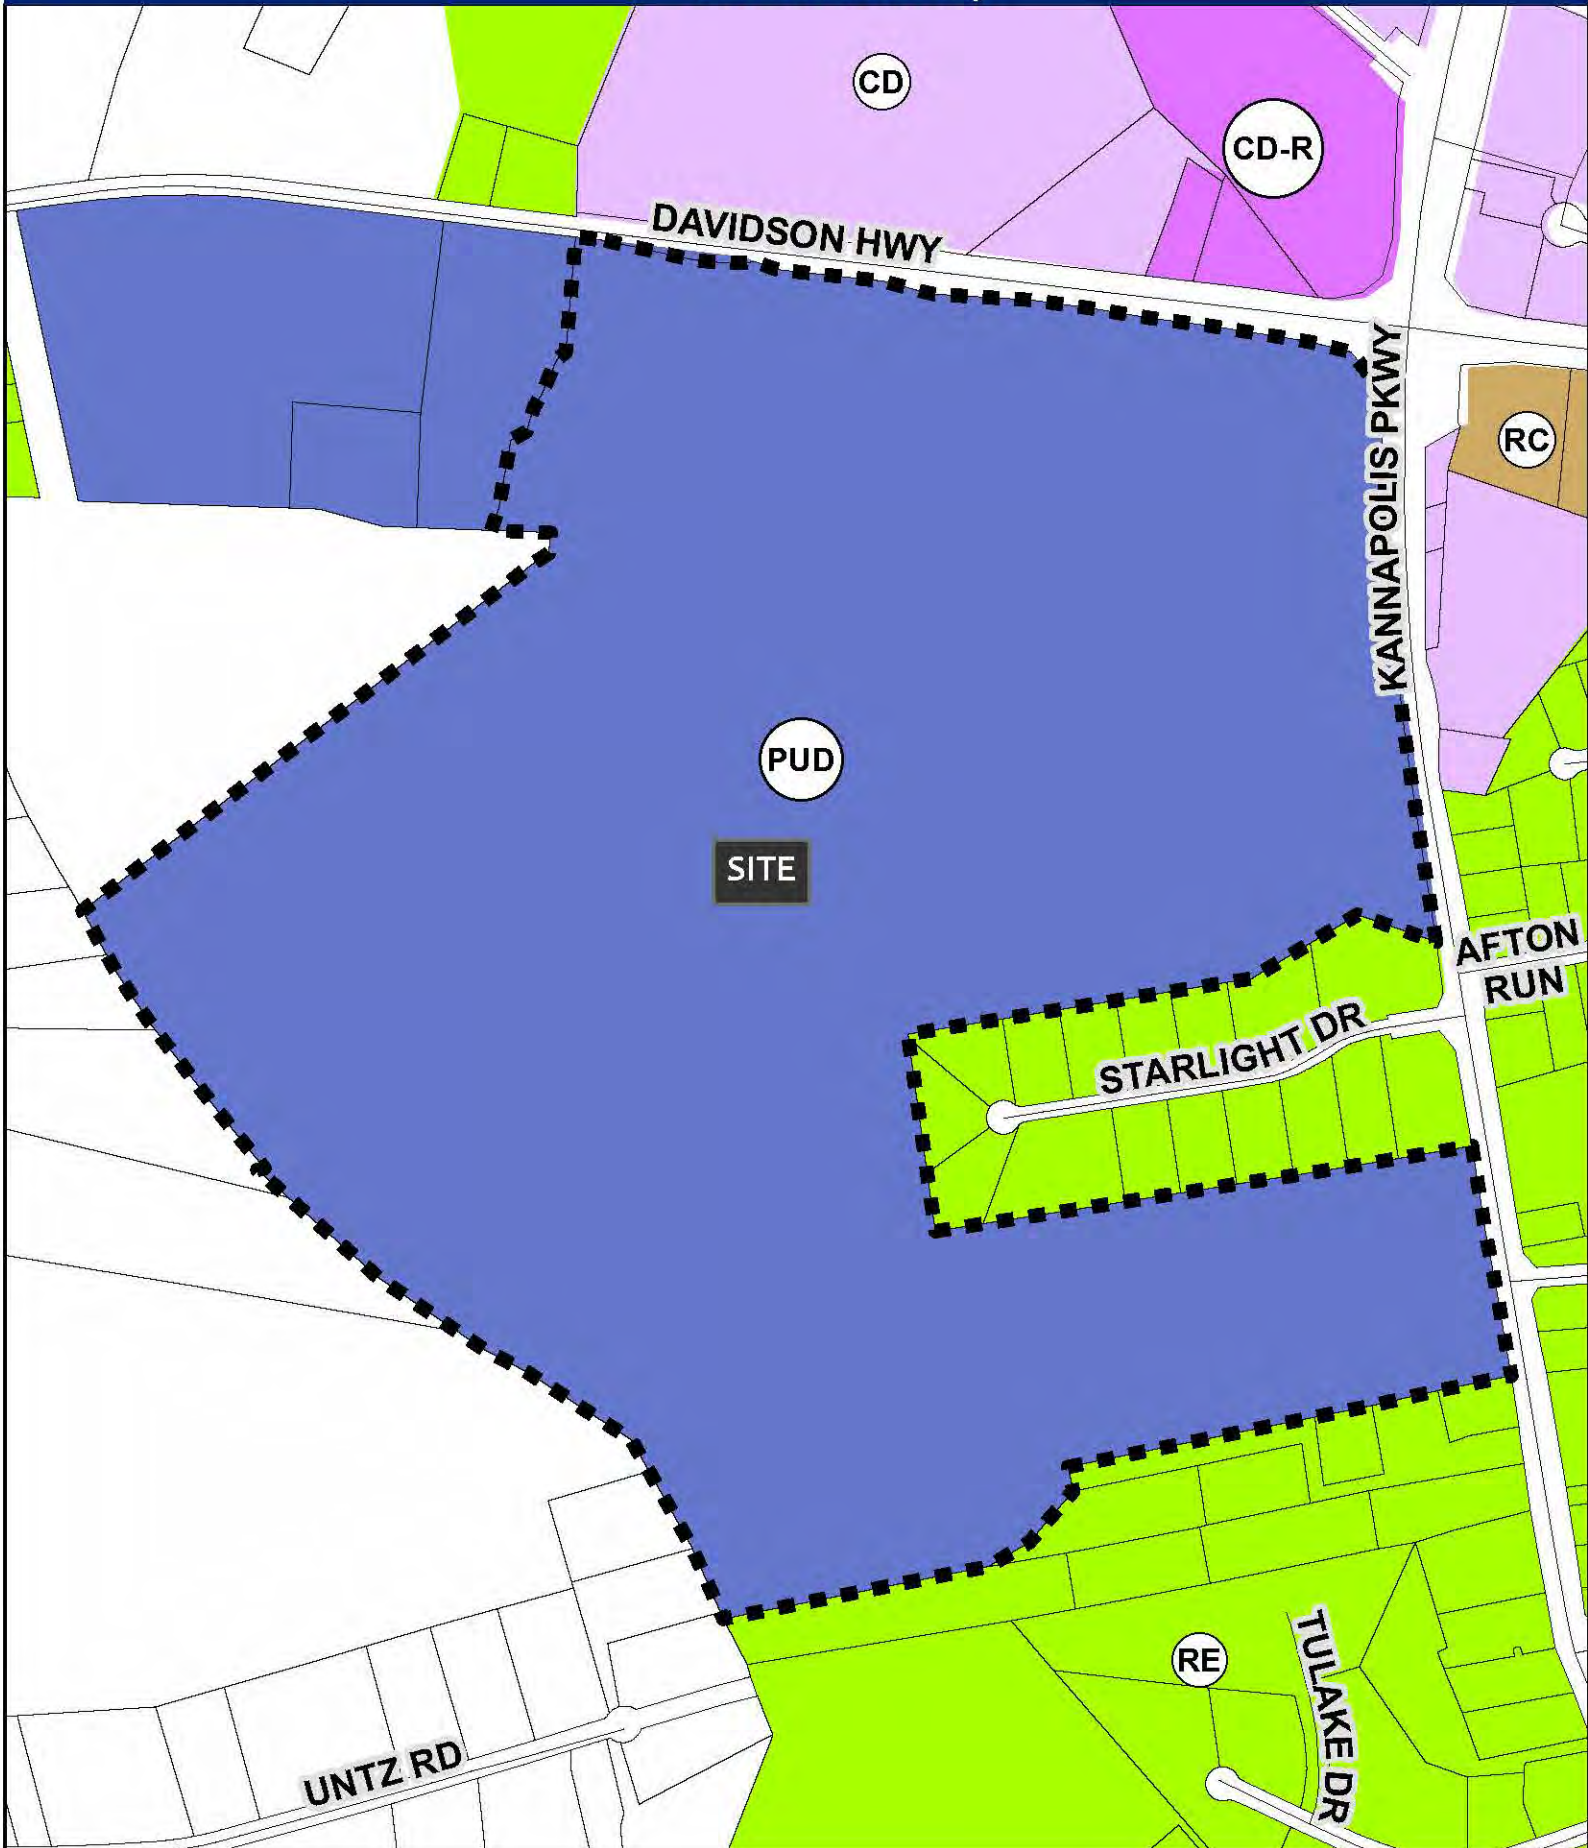 CD
CD-R
DAVIDSON HWY
KANNAPOLIS PKWY
RC
PUD
SITE
AFTON
RUN
STARLIGHT DR
RE
TULAKE DR
UNTZ RD